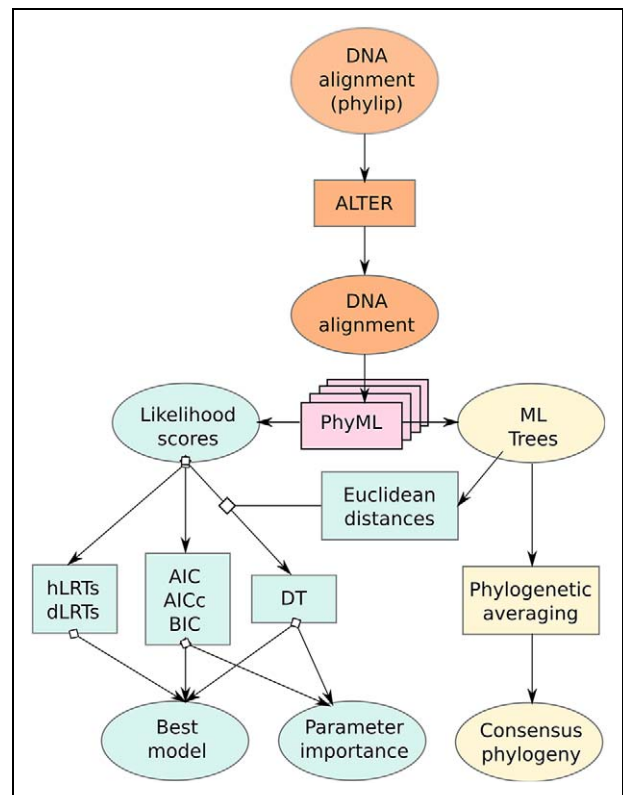 DNA
alignment
(phylip)
ALTER
DNA
alignment
Likelihood
scores
PhyML
ML
Trees
Euclidean
distances
hLRTs
dLRTs
AIC
AICc
BIC
DT
Phylogenetic
averaging
Best
model
Parameter
importance
Consensus
phylogeny